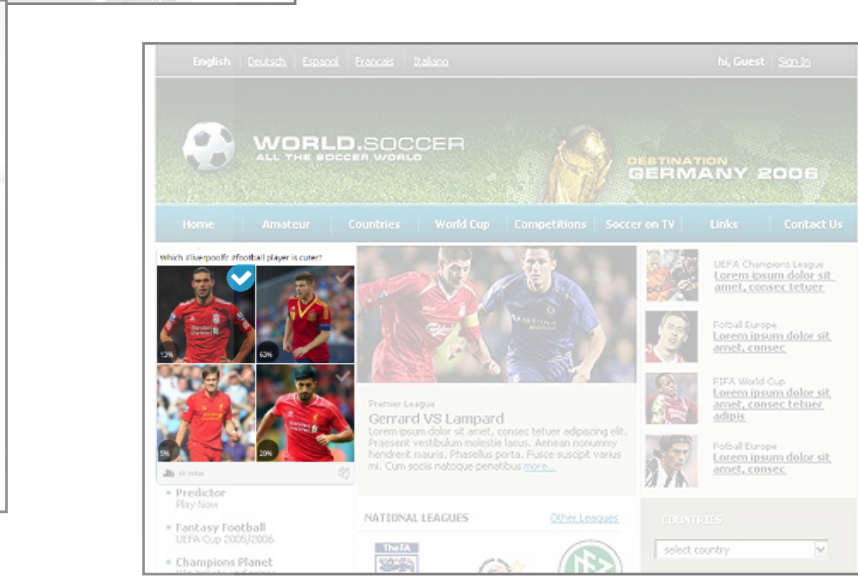 English Deutsch Espanol Francais Italiano
hi, Guest Sign In
WORLD.SOCCER
ALL THE SOCCER WORLD
DESTINATION
GERMANY 2006
Home Amateur Countries World Cup Competitions Soccer on TV Links Contact Us
Which #liverpoolfc #football player is cuter?
13%
63%
5%
20%
votes
Predictor
Play Now
Fantasy Football
UEFA Cup 2005/2006
Champions Planet
Premier League
Gerrard VS Lampard
Lorem ipsum dolor sit amet, consec tetuer adipiscing elit.
Praesent vestibulum molestie lacus. Aenean nonummy
hendrerit mauris. Phasellus porta. Fusce suscipit varius
mi. Cum sociis natoque penatibus more...
NATIONAL LEAGUES Other Leagues
The FA
UEFA Champions League
Lorem ipsum dolor sit
amet, consec tetuer
Fotball Europe
Lorem ipsum dolor sit
amet, consec
FIFA World Cup
Lorem ipsum dolor sit
amet, consec tetuer
adipis
Fotball Europe
Lorem ipsum dolor sit
amet, consec
COUNTRIES
select country